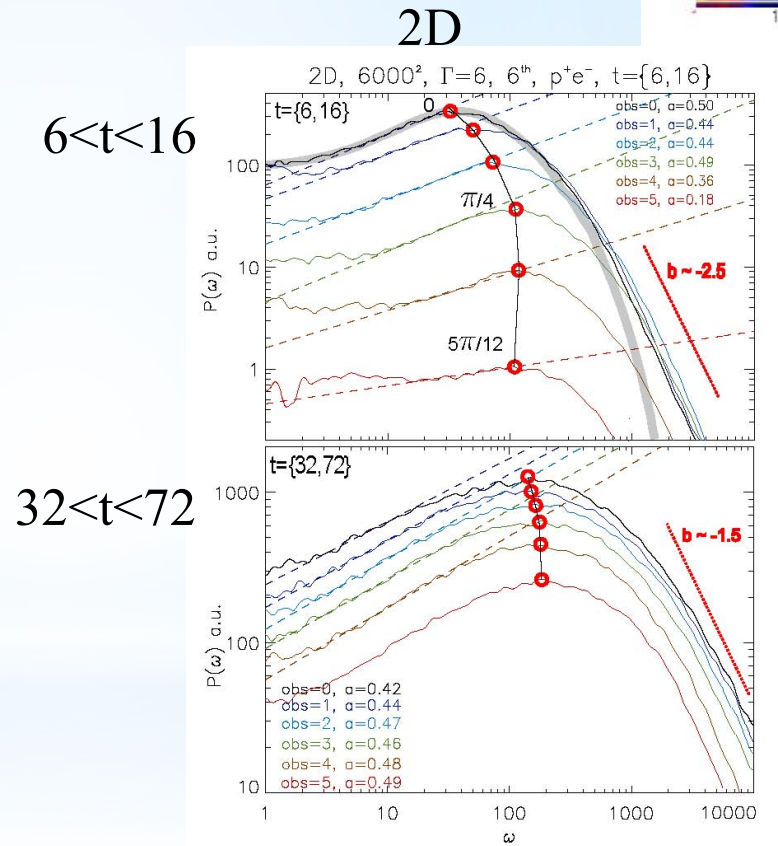 1
2D
2D, 6000², Γ=6, 6ᵗʰ, p⁺e⁻, t={6,16}
6<t<16
t={6,16}
0
obs=0, a=0.50
obs=1, a=0.44
obs=2, a=0.44
obs=3, a=0.49
obs=4, a=0.36
obs=5, a=0.18
100
π/4
10
b ~ -2.5
P(ω) a.u.
5π/12
1
32<t<72
t={32,72}
1000
b ~ -1.5
100
P(ω) a.u.
obs=0, a=0.42
obs=1, a=0.44
obs=2, a=0.47
obs=3, a=0.46
obs=4, a=0.48
obs=5, a=0.49
10
1 10 100 1000 10000
ω